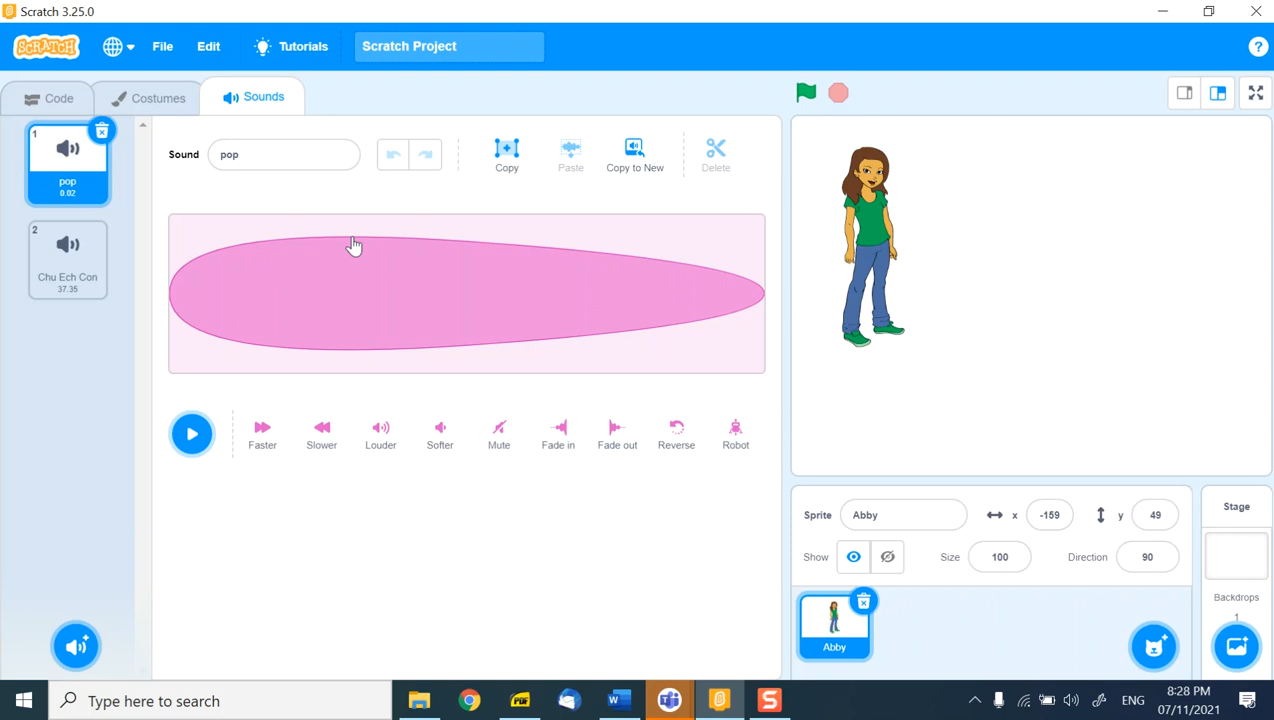 Scratch 3.25.0
SCRATCH File Edit Tutorials Scratch Project ?
Code Costumes Sounds
1
pop
0.02
2
Chu Ech Con
37.35
Sound pop Copy Paste Copy to New Delete
Faster Slower Louder Softer Mute Fade in Fade out Reverse Robot
Sprite Abby x -159 y 49
Show Size 100 Direction 90
Abby
Stage
Backdrops
1
Type here to search
PDF W S
ENG
8:28 PM
07/11/2021